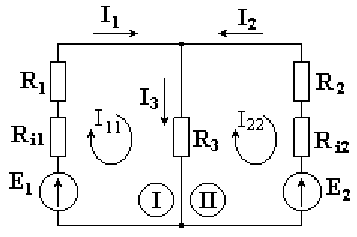 I1 I2
R1 I3 R2
Ri1 I11 R3 I22 Ri2
E1 I II E2